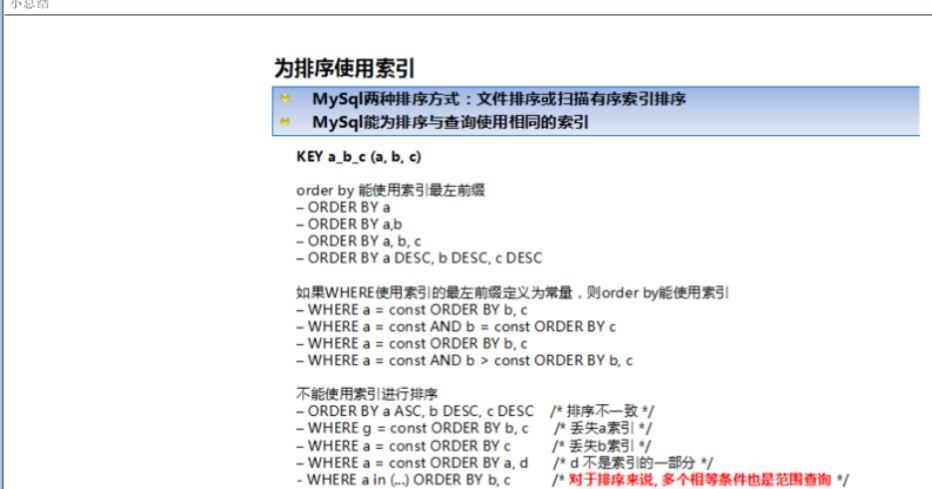 小总结
为排序使用索引
MySql两种排序方式：文件排序或扫描有序索引排序
MySql能为排序与查询使用相同的索引
KEY a_b_c (a, b, c)
order by 能使用索引最左前缀
– ORDER BY a
– ORDER BY a,b
– ORDER BY a, b, c
– ORDER BY a DESC, b DESC, c DESC
如果WHERE使用索引的最左前缀定义为常量，则order by能使用索引
– WHERE a = const ORDER BY b, c
– WHERE a = const AND b = const ORDER BY c
– WHERE a = const ORDER BY b, c
– WHERE a = const AND b > const ORDER BY b, c
不能使用索引进行排序
– ORDER BY a ASC, b DESC, c DESC /* 排序不一致 */
– WHERE g = const ORDER BY b, c /* 丢失a索引 */
– WHERE a = const ORDER BY c /* 丢失b索引 */
– WHERE a = const ORDER BY a, d /* d 不是索引的一部分 */
- WHERE a in (...) ORDER BY b, c /* 对于排序来说, 多个相等条件也是范围查询 */